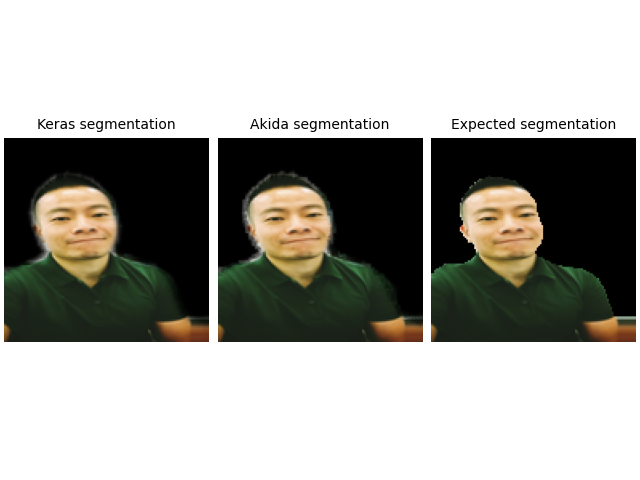 Keras segmentation
Akida segmentation
Expected segmentation